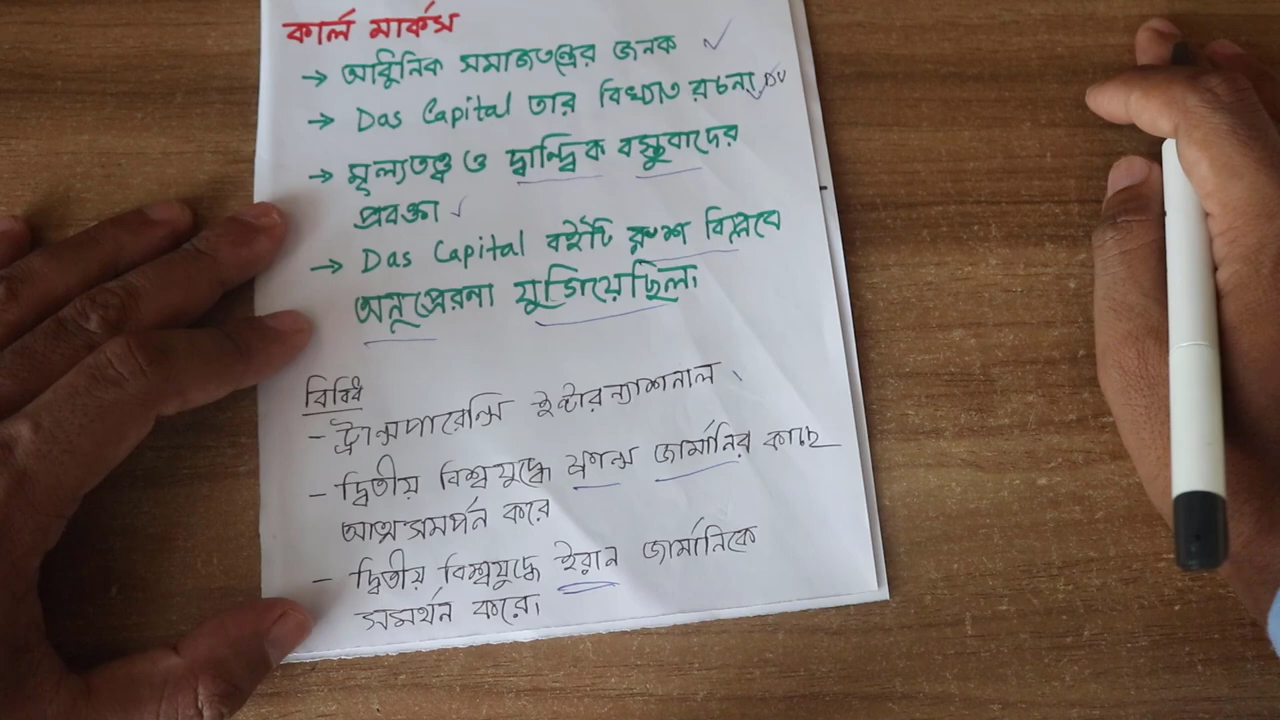 কার্ল মার্কস
→ আধুনিক সমাজতন্ত্রের জনক ✓
→ Das Capital তার বিখ্যাত রচনা
→ মূল্যতত্ত্ব ও দ্বান্দ্বিক বস্তুবাদের
প্রবক্তা ✓
→ Das Capital বইটি রুশ বিপ্লবে
অনুপ্রেরনা যুগিয়েছিল।
বিবিধ
- ট্রান্সপারেন্সি ইন্টারন্যাশনাল
- দ্বিতীয় বিশ্বযুদ্ধে ফ্রান্স জার্মানির কাছে
আত্মসমর্পন করে
- দ্বিতীয় বিশ্বযুদ্ধে ইরান জার্মানিকে
সমর্থন করে।